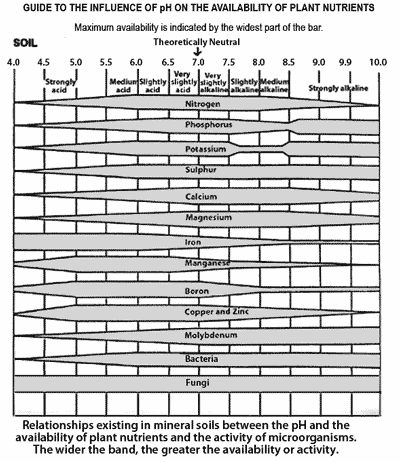 GUIDE TO THE INFLUENCE OF pH ON THE AVAILABILITY OF PLANT NUTRIENTS
Maximum availability is indicated by the widest part of the bar.
SOIL
Theoretically Neutral
4.0 4.5 5.0 5.5 6.0 6.5 7.0 7.5 8.0 8.5 9.0 9.5 10.0
Strongly acid
Medium acid
Slightly acid
Very slightly acid
Very slightly alkaline
Slightly alkaline
Medium alkaline
Strongly alkaline
Nitrogen
Phosphorus
Potassium
Sulphur
Calcium
Magnesium
Iron
Manganese
Boron
Copper and Zinc
Molybdenum
Bacteria
Fungi
Relationships existing in mineral soils between the pH and the
availability of plant nutrients and the activity of microorganisms.
The wider the band, the greater the availability or activity.